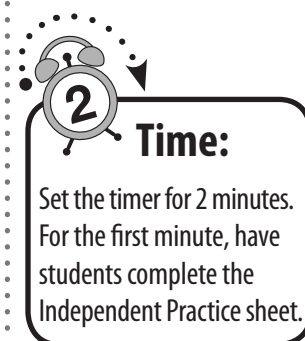 2
Time:
Set the timer for 2 minutes.
For the first minute, have
students complete the
Independent Practice sheet.